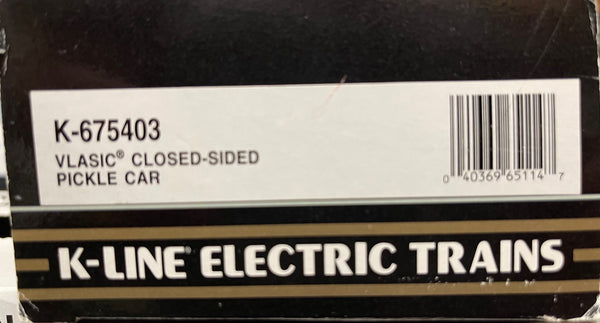 K-675403
VLASIC® CLOSED-SIDED
PICKLE CAR
0 40369 65114 7
K-LINE ELECTRIC TRAINS